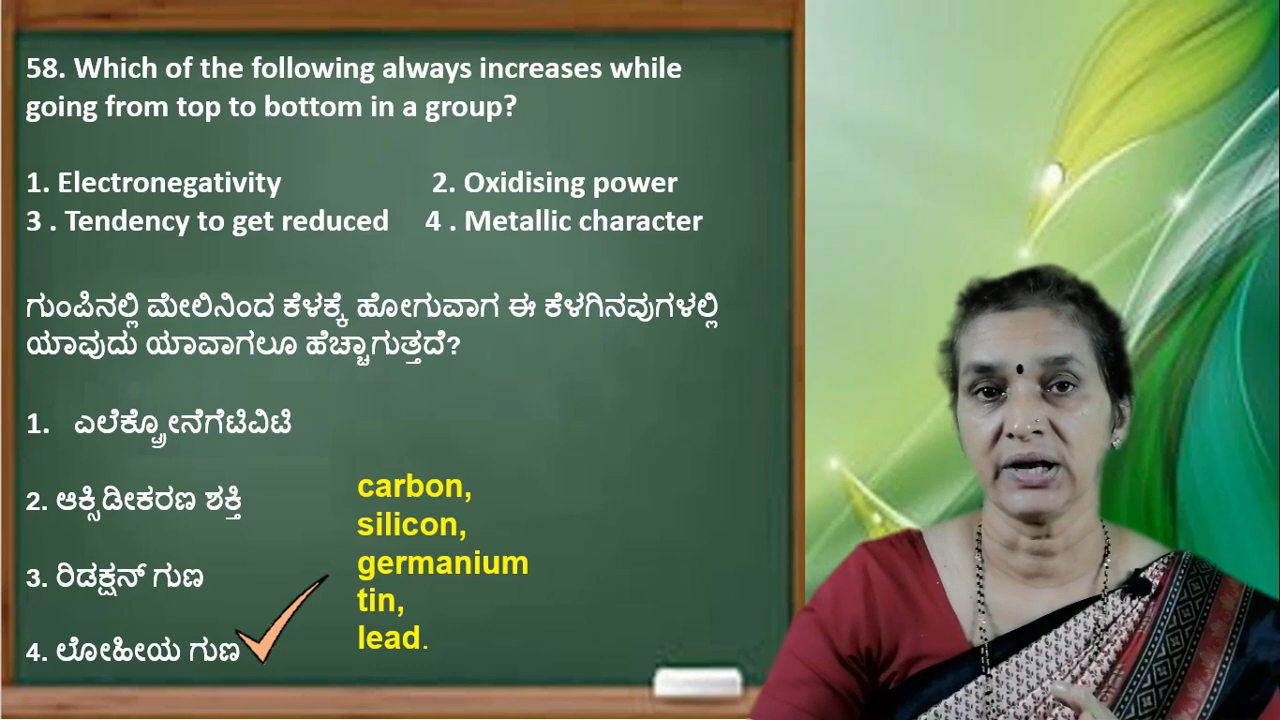 58. Which of the following always increases while
going from top to bottom in a group?
1. Electronegativity 2. Oxidising power
3 . Tendency to get reduced 4 . Metallic character
ಗುಂಪಿನಲ್ಲಿ ಮೇಲಿನಿಂದ ಕೆಳಕ್ಕೆ ಹೋಗುವಾಗ ಈ ಕೆಳಗಿನವುಗಳಲ್ಲಿ
ಯಾವುದು ಯಾವಾಗಲೂ ಹೆಚ್ಚಾಗುತ್ತದೆ?
1. ಎಲೆಕ್ಟ್ರೋನೆಗೆಟಿವಿಟಿ
2. ಆಕ್ಸಿಡೀಕರಣ ಶಕ್ತಿ
3. ರಿಡಕ್ಷನ್ ಗುಣ
4. ಲೋಹೀಯ ಗುಣ
carbon,
silicon,
germanium
tin,
lead.